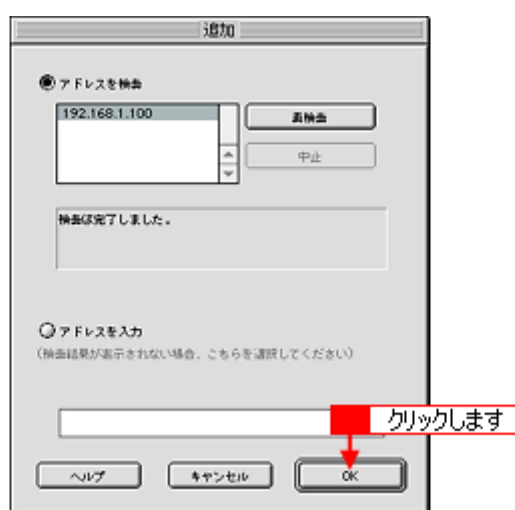 追加
アドレスを検索
192.168.1.100
再検索
中止
検索は完了しました。
アドレスを入力
(検索結果が表示されない場合、こちらを選択してください)
クリックします
ヘルプ
キャンセル
OK